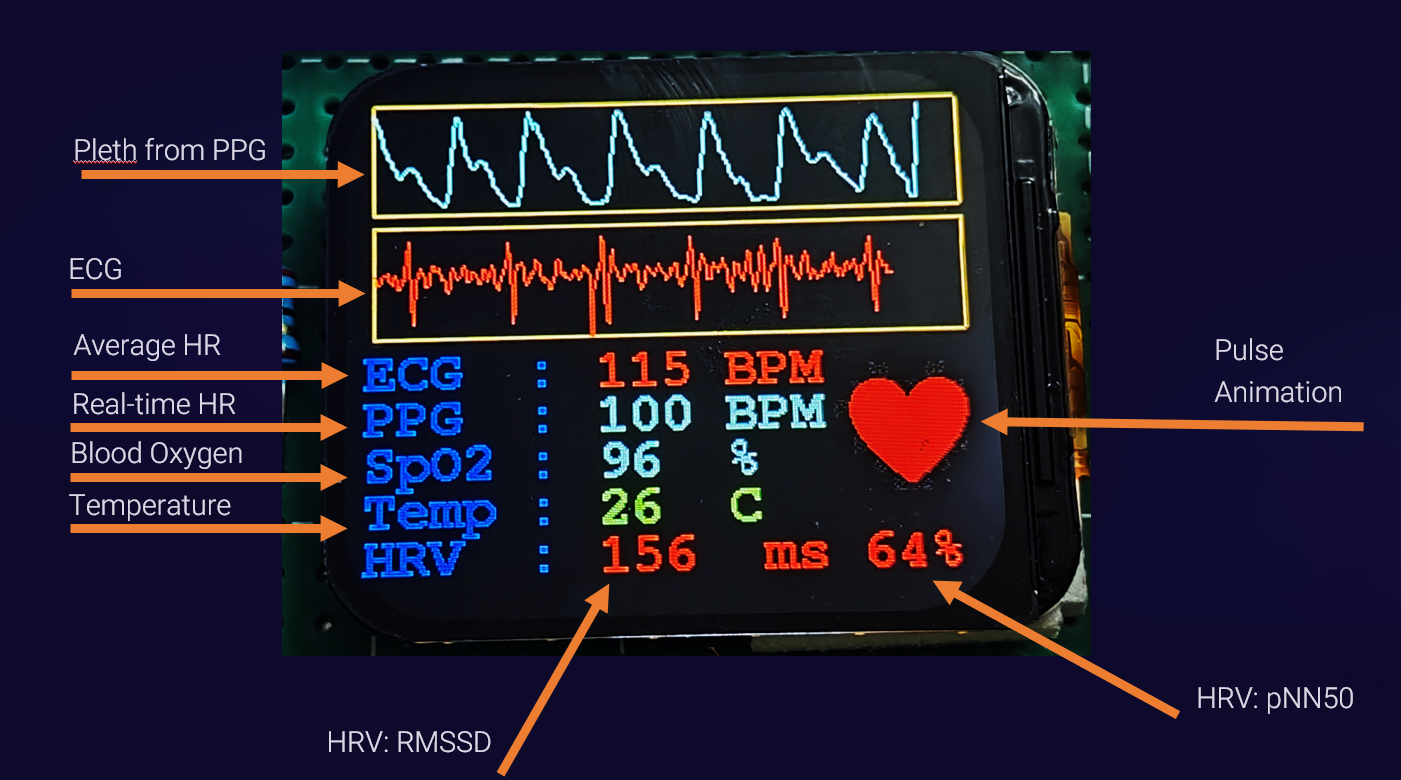 Pleth from PPG
ECG
Average HR
Real-time HR
Blood Oxygen
Temperature
ECG : 115 BPM
PPG : 100 BPM
SpO2 : 96 %
Temp : 26 C
HRV : 156 ms 64%
Pulse
Animation
HRV: RMSSD
HRV: pNN50